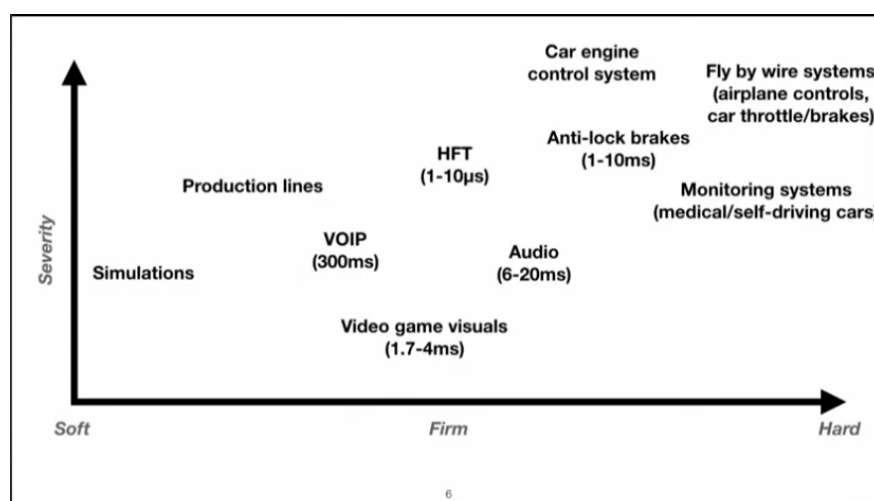 Car engine
control system
Fly by wire systems
(airplane controls,
car throttle/brakes)
Anti-lock brakes
(1-10ms)
HFT
(1-10µs)
Production lines
Monitoring systems
(medical/self-driving cars)
VOIP
(300ms)
Audio
(6-20ms)
Simulations
Video game visuals
(1.7-4ms)
Severity
Soft
Firm
Hard
6